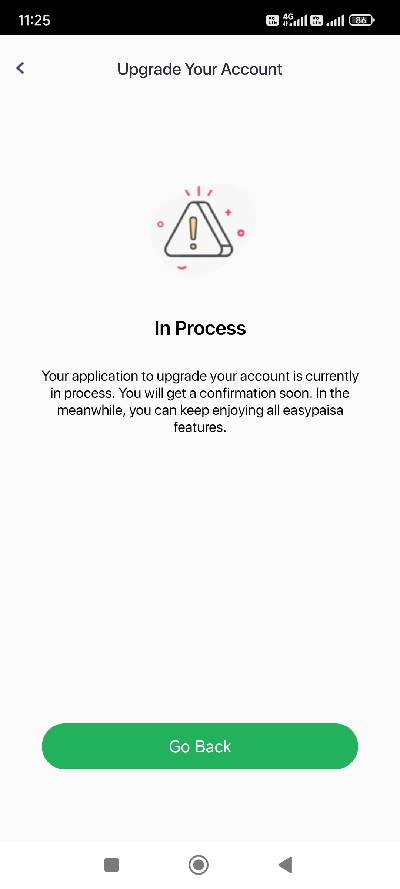 11:25
4G
86
Upgrade Your Account
In Process
Your application to upgrade your account is currently
in process. You will get a confirmation soon. In the
meanwhile, you can keep enjoying all easypaisa
features.
Go Back